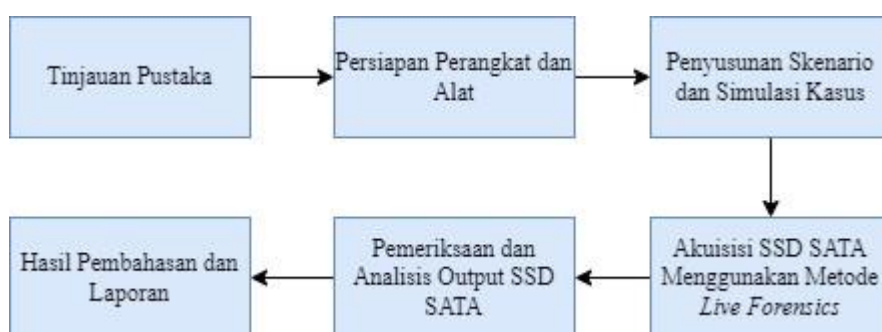 Tinjauan Pustaka
Persiapan Perangkat dan
Alat
Penyusunan Skenario
dan Simulasi Kasus
Akuisisi SSD SATA
Menggunakan Metode
Live Forensics
Pemeriksaan dan
Analisis Output SSD
SATA
Hasil Pembahasan dan
Laporan